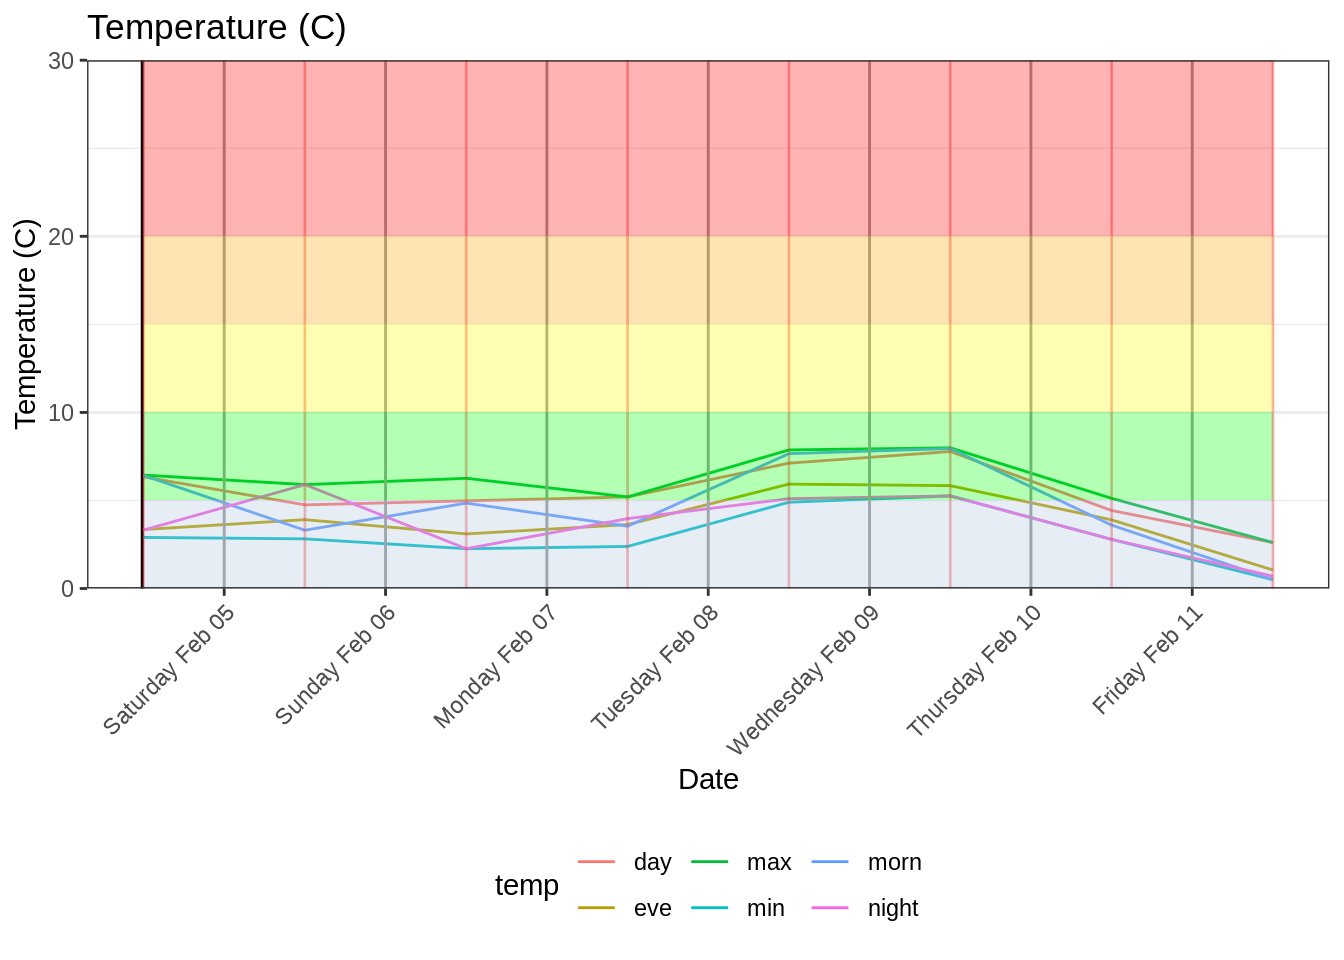 Temperature (C)
Temperature (C)
30
20
10
0
Saturday Feb 05
Sunday Feb 06
Monday Feb 07
Tuesday Feb 08
Wednesday Feb 09
Thursday Feb 10
Friday Feb 11
Date
temp
day
max
morn
eve
min
night